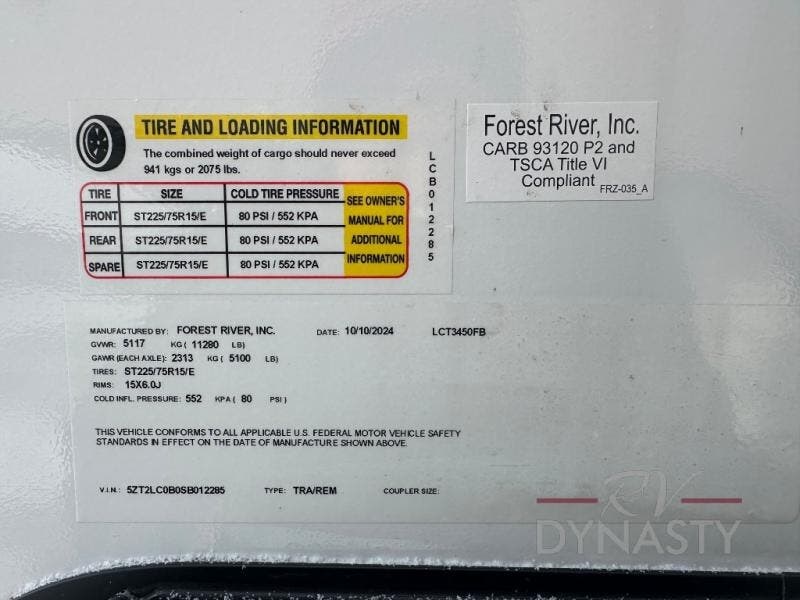 TIRE AND LOADING INFORMATION
The combined weight of cargo should never exceed
941 kgs or 2075 lbs.
TIRE SIZE COLD TIRE PRESSURE
FRONT ST225/75R15/E 80 PSI / 552 KPA
REAR ST225/75R15/E 80 PSI / 552 KPA
SPARE ST225/75R15/E 80 PSI / 552 KPA
SEE OWNER'S
MANUAL FOR
ADDITIONAL
INFORMATION
LCB012285
Forest River, Inc.
CARB 93120 P2 and
TSCA Title VI
Compliant
FRZ-035_A
MANUFACTURED BY: FOREST RIVER, INC. DATE: 10/10/2024 LCT3450FB
GVWR: 5117 KG ( 11280 LB)
GAWR (EACH AXLE): 2313 KG ( 5100 LB)
TIRES: ST225/75R15/E
RIMS: 15X6.0J
COLD INFL. PRESSURE: 552 KPA ( 80 PSI )
THIS VEHICLE CONFORMS TO ALL APPLICABLE U.S. FEDERAL MOTOR VEHICLE SAFETY
STANDARDS IN EFFECT ON THE DATE OF MANUFACTURE SHOWN ABOVE.
V.I.N.: 5ZT2LC0B0SB012285 TYPE: TRA/REM COUPLER SIZE:
RV
DYNASTY